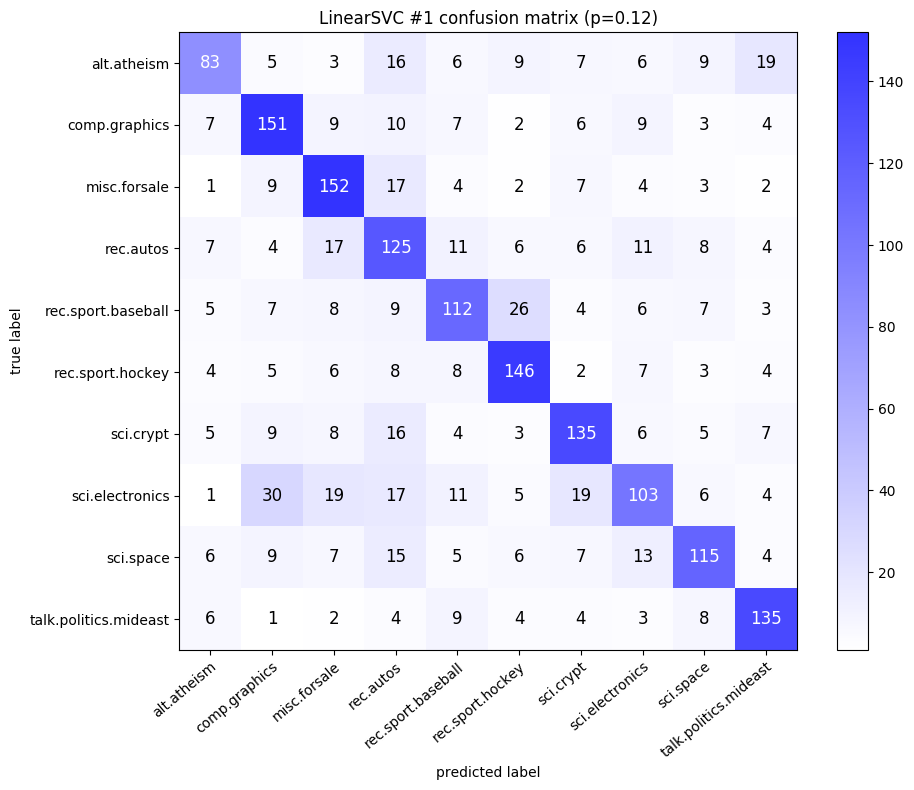 LinearSVC #1 confusion matrix (p=0.12)
alt.atheism 83 5 3 16 6 9 7 6 9 19
comp.graphics 7 151 9 10 7 2 6 9 3 4
misc.forsale 1 9 152 17 4 2 7 4 3 2
rec.autos 7 4 17 125 11 6 6 11 8 4
rec.sport.baseball 5 7 8 9 112 26 4 6 7 3
rec.sport.hockey 4 5 6 8 8 146 2 7 3 4
sci.crypt 5 9 8 16 4 3 135 6 5 7
sci.electronics 1 30 19 17 11 5 19 103 6 4
sci.space 6 9 7 15 5 6 7 13 115 4
talk.politics.mideast 6 1 2 4 9 4 4 3 8 135
true label
alt.atheism
comp.graphics
misc.forsale
rec.autos
rec.sport.baseball
rec.sport.hockey
sci.crypt
sci.electronics
sci.space
talk.politics.mideast
predicted label
140
120
100
80
60
40
20